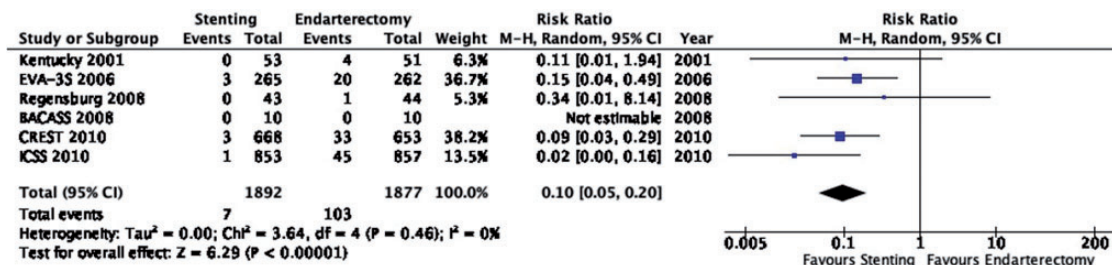 Stenting Endarterectomy Risk Ratio Risk Ratio
Study or Subgroup Events Total Events Total Weight M-H, Random, 95% CI Year M-H, Random, 95% CI
Kentucky 2001 0 53 4 51 6.3% 0.11 [0.01, 1.94] 2001
EVA-3S 2006 3 265 20 262 36.7% 0.15 [0.04, 0.49] 2006
Regensburg 2008 0 43 1 44 5.3% 0.34 [0.01, 8.14] 2008
BACASS 2008 0 10 0 10 Not estimable 2008
CREST 2010 3 668 33 653 38.2% 0.09 [0.03, 0.29] 2010
ICSS 2010 1 853 45 857 13.5% 0.02 [0.00, 0.16] 2010
Total (95% CI) 1892 1877 100.0% 0.10 [0.05, 0.20]
Total events 7 103
Heterogeneity: Tau² = 0.00; Chi² = 3.64, df = 4 (P = 0.46); I² = 0%
Test for overall effect: Z = 6.29 (P < 0.00001)
0.005 0.1 1 10 200
Favours Stenting Favours Endarterectomy